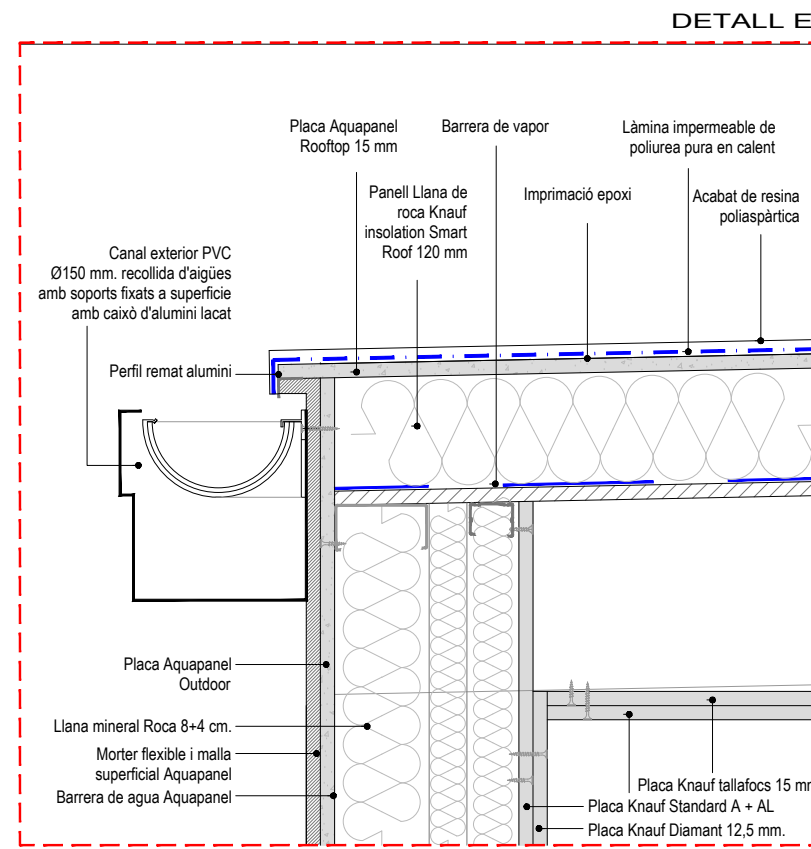 DETALL E
Placa Aquapanel
Rooftop 15 mm
Barrera de vapor
Làmina impermeable de
poliurea pura en calent
Panell Llana de
roca Knauf
insolation Smart
Roof 120 mm
Imprimació epoxi
Acabat de resina
poliaspàrtica
Canal exterior PVC
Ø150 mm. recollida d'aigües
amb soports fixats a superficie
amb caixò d'alumini lacat
Perfil remat alumini
Placa Aquapanel
Outdoor
Llana mineral Roca 8+4 cm.
Morter flexible i malla
superficial Aquapanel
Barrera de agua Aquapanel
Placa Knauf tallafocs 15 mm
Placa Knauf Standard A + AL
Placa Knauf Diamant 12,5 mm.